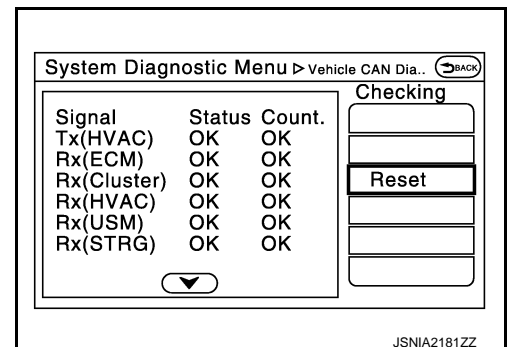 System Diagnostic Menu ▷ Vehicle CAN Dia.. BACK
Checking
Signal Status Count.
Tx(HVAC) OK OK
Rx(ECM) OK OK
Rx(Cluster) OK OK
Rx(HVAC) OK OK
Rx(USM) OK OK
Rx(STRG) OK OK
Reset
JSNIA2181ZZ